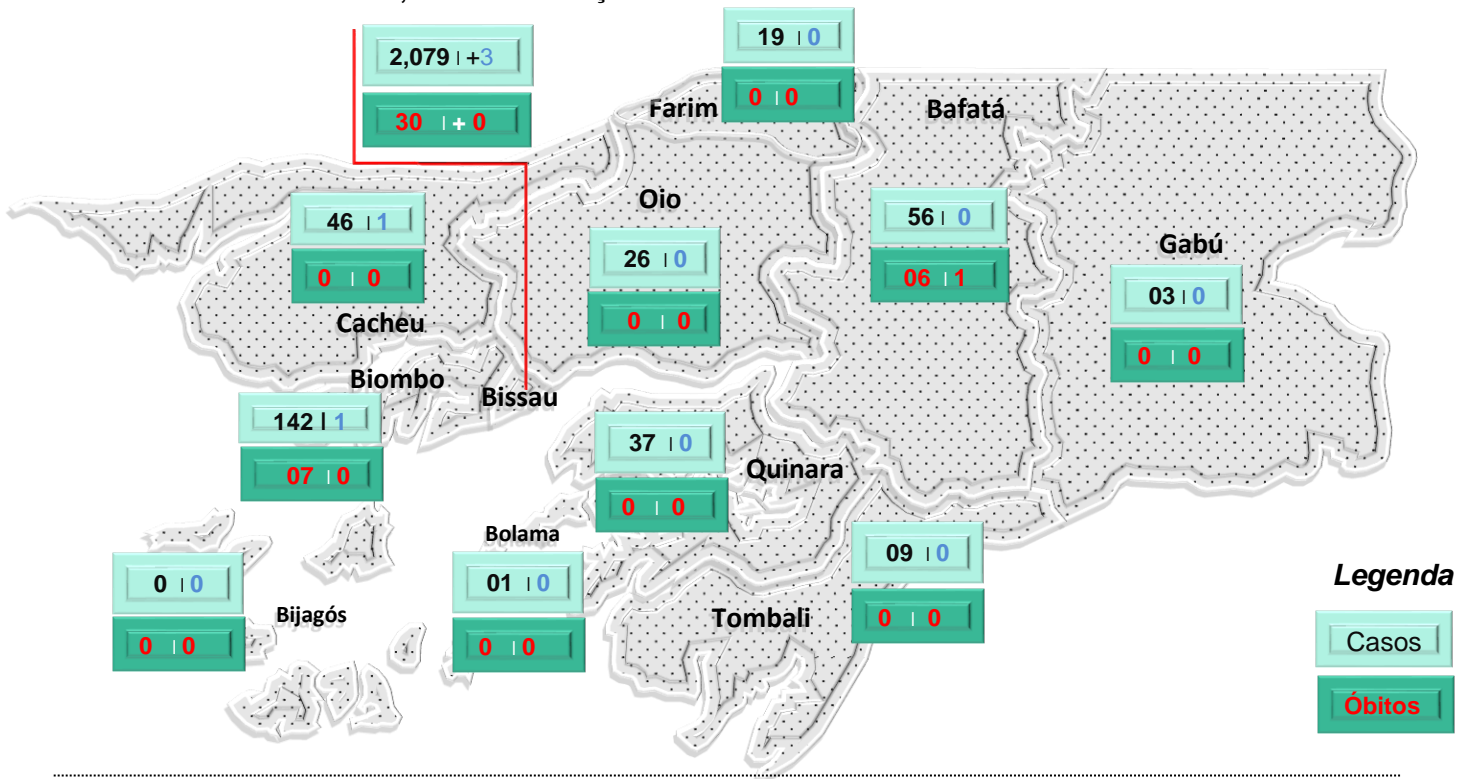 19 | 0
2,079 | +3
0 | 0
Farim
Bafatá
30 | + 0
Oio
46 | 1
56 | 0
26 | 0
Gabú
0 | 0
06 | 1
03 | 0
0 | 0
Cacheu
0 | 0
Biombo
Bissau
142 | 1
37 | 0
Quinara
07 | 0
0 | 0
Bolama
09 | 0
0 | 0
01 | 0
Legenda
Bijagós
Tombali
0 | 0
Casos
0 | 0
0 | 0
Óbitos